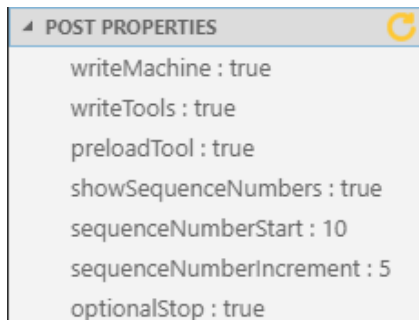 POST PROPERTIES
writeMachine : true
writeTools : true
preloadTool : true
showSequenceNumbers : true
sequenceNumberStart : 10
sequenceNumberIncrement : 5
optionalStop : true